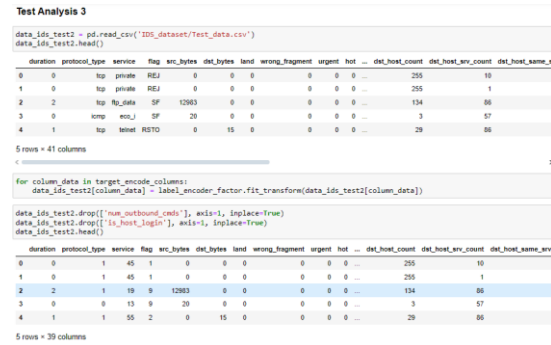 Test Analysis 3
data_ids_test2 = pd.read_csv('IDS_dataset/Test_data.csv')
data_ids_test2.head()
duration protocol_type service flag src_bytes dst_bytes land wrong_fragment urgent hot ... dst_host_count dst_host_srv_count dst_host_same_s
0 0 tcp private REJ 0 0 0 0 0 0 ... 255 10
1 0 tcp private REJ 0 0 0 0 0 0 ... 255 1
2 2 tcp ftp_data SF 12983 0 0 0 0 0 ... 134 86
3 0 icmp eco_i SF 20 0 0 0 0 0 ... 3 57
4 1 tcp telnet RSTO 0 15 0 0 0 0 ... 29 86
5 rows × 41 columns
for column_data in target_encode_columns:
data_ids_test2[column_data] = label_encoder_factor.fit_transform(data_ids_test2[column_data])
data_ids_test2.drop(['num_outbound_cmds'], axis=1, inplace=True)
data_ids_test2.drop(['is_host_login'], axis=1, inplace=True)
data_ids_test2.head()
duration protocol_type service flag src_bytes dst_bytes land wrong_fragment urgent hot ... dst_host_count dst_host_srv_count dst_host_same_srv
0 0 1 45 1 0 0 0 0 0 0 ... 255 10
1 0 1 45 1 0 0 0 0 0 0 ... 255 1
2 2 1 19 9 12983 0 0 0 0 0 ... 134 86
3 0 0 13 9 20 0 0 0 0 0 ... 3 57
4 1 1 55 2 0 15 0 0 0 0 ... 29 86
5 rows × 39 columns